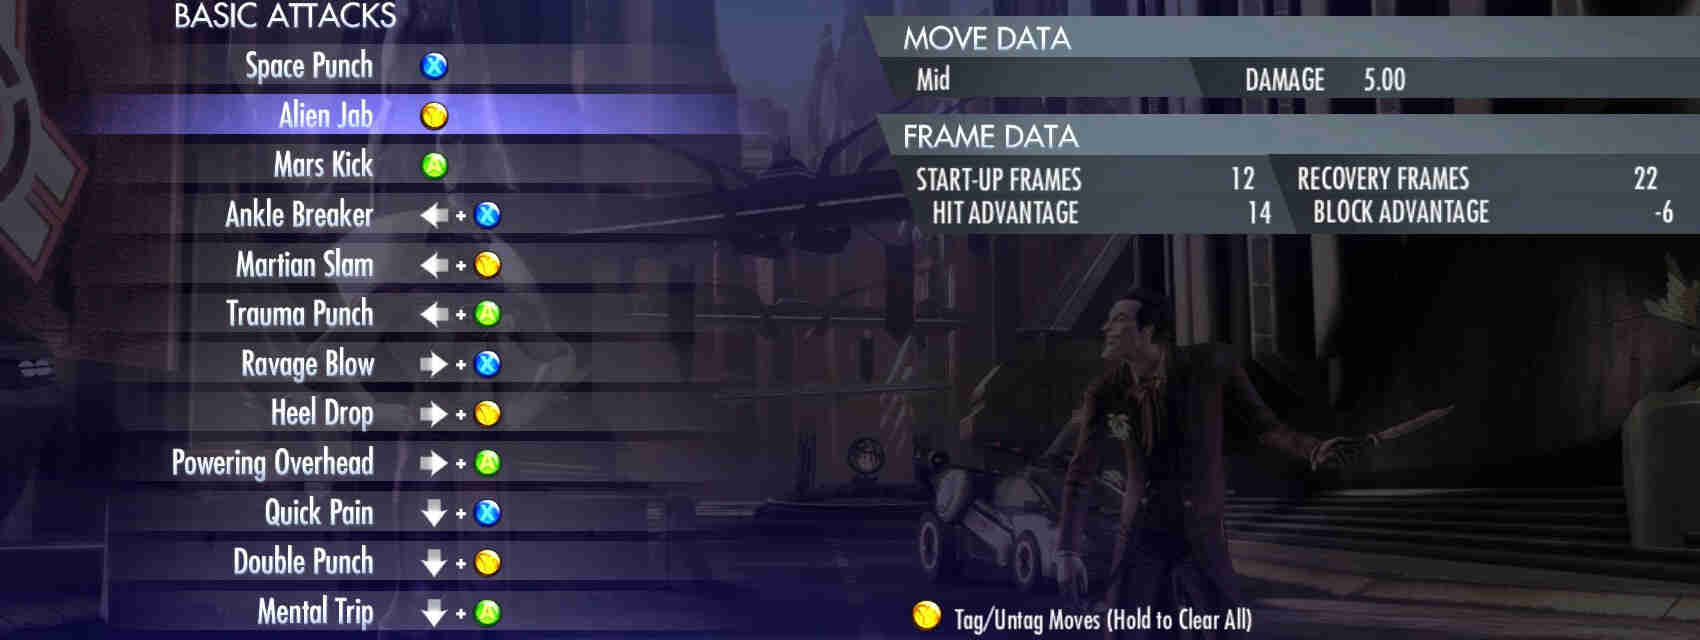 BASIC ATTACKS
Space Punch X
Alien Jab Y
Mars Kick A
Ankle Breaker + X
Martian Slam + Y
Trauma Punch + A
Ravage Blow + X
Heel Drop + Y
Powering Overhead + A
Quick Pain + X
Double Punch + Y
Mental Trip + A
MOVE DATA
Mid DAMAGE 5.00
FRAME DATA
START-UP FRAMES 12 RECOVERY FRAMES 22
HIT ADVANTAGE 14 BLOCK ADVANTAGE -6
Y Tag/Untag Moves (Hold to Clear All)